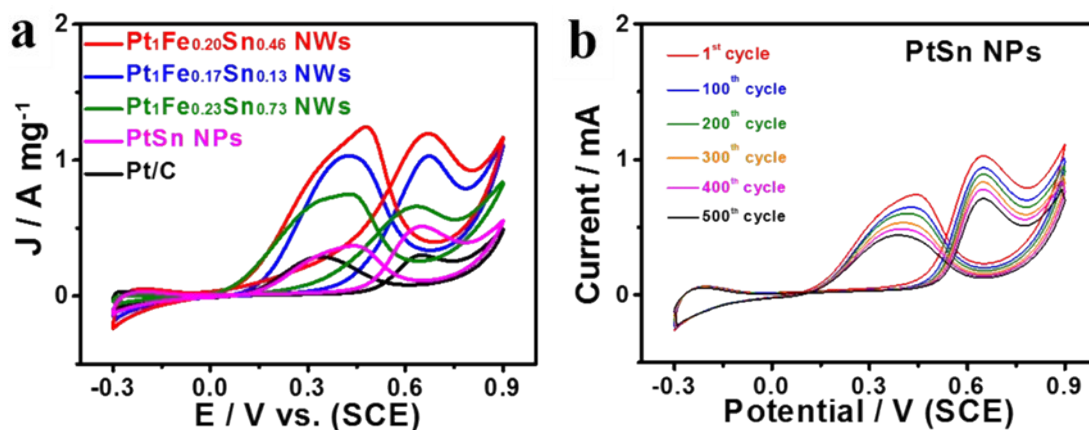 a
Pt₁Fe₀.₂₀Sn₀.₄₆ NWs
Pt₁Fe₀.₁₇Sn₀.₁₃ NWs
Pt₁Fe₀.₂₃Sn₀.₇₃ NWs
PtSn NPs
Pt/C
J / A mg⁻¹
2
1
0
-0.3
0.0
0.3
0.6
0.9
E / V vs. (SCE)
b
PtSn NPs
1ˢᵗ cycle
100ᵗʰ cycle
200ᵗʰ cycle
300ᵗʰ cycle
400ᵗʰ cycle
500ᵗʰ cycle
Current / mA
2
1
0
-0.3
0.0
0.3
0.6
0.9
Potential / V (SCE)